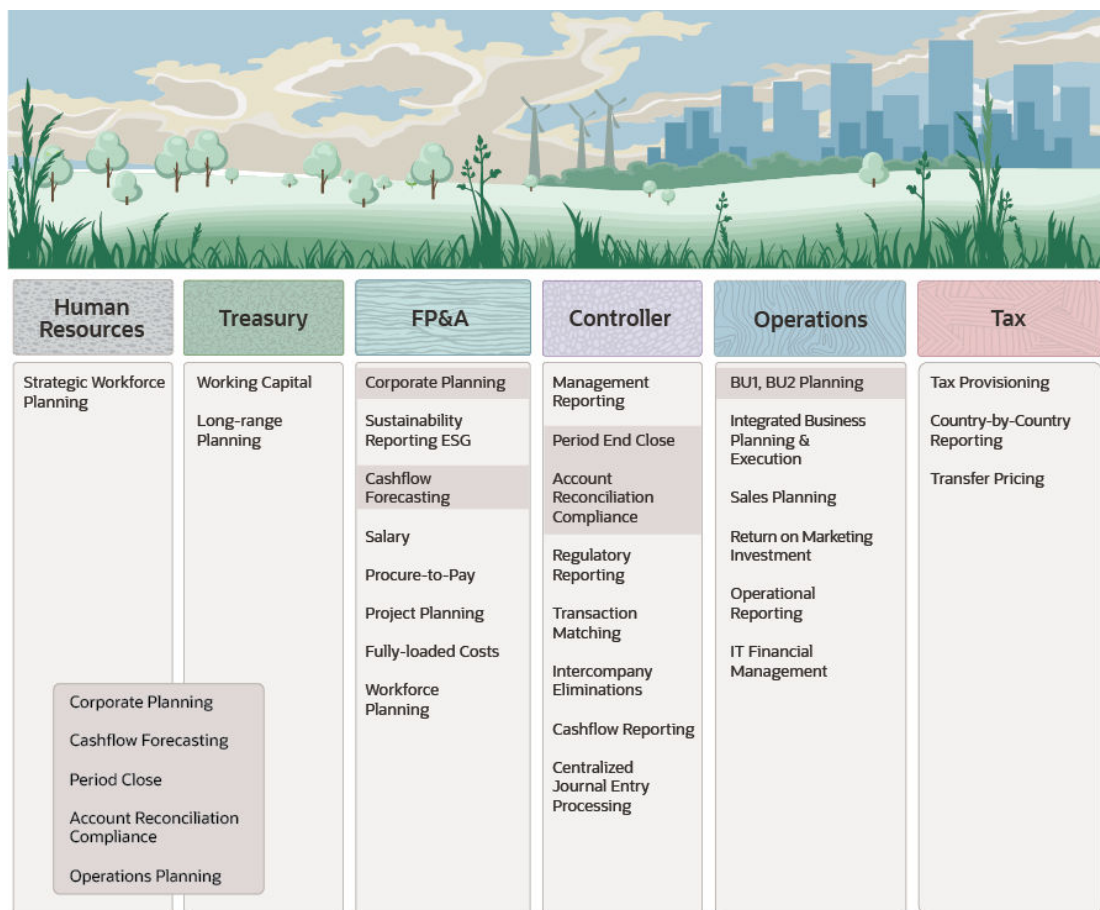 Human
Resources
Treasury
FP&A
Controller
Operations
Tax
Strategic Workforce
Planning
Working Capital
Long-range
Planning
Corporate Planning
Sustainability
Reporting ESG
Cashflow
Forecasting
Salary
Procure-to-Pay
Project Planning
Fully-loaded Costs
Workforce
Planning
Management
Reporting
Period End Close
Account
Reconciliation
Compliance
Regulatory
Reporting
Transaction
Matching
Intercompany
Eliminations
Cashflow Reporting
Centralized
Journal Entry
Processing
BU1, BU2 Planning
Integrated Business
Planning &
Execution
Sales Planning
Return on Marketing
Investment
Operational
Reporting
IT Financial
Management
Tax Provisioning
Country-by-Country
Reporting
Transfer Pricing
Corporate Planning
Cashflow Forecasting
Period Close
Account Reconciliation
Compliance
Operations Planning